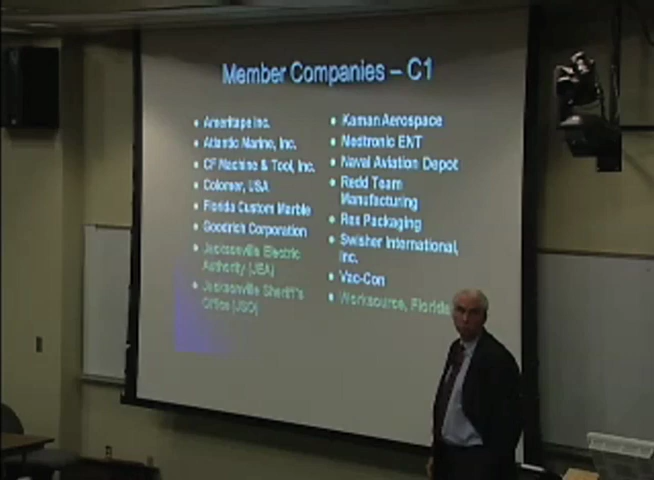 Member Companies – C1
Ameritape Inc.
Atlantic Marine, Inc.
CF Machine & Tool, Inc.
Colomer, USA
Florida Custom Marble
Goodrich Corporation
Jacksonville Electric
Authority (JEA)
Jacksonville Sheriff's
Office (JSO)
Kaman Aerospace
Medtronic ENT
Naval Aviation Depot
Redd Team
Manufacturing
Rex Packaging
Swisher International,
Inc.
Vac-Con
Worksource, Florida